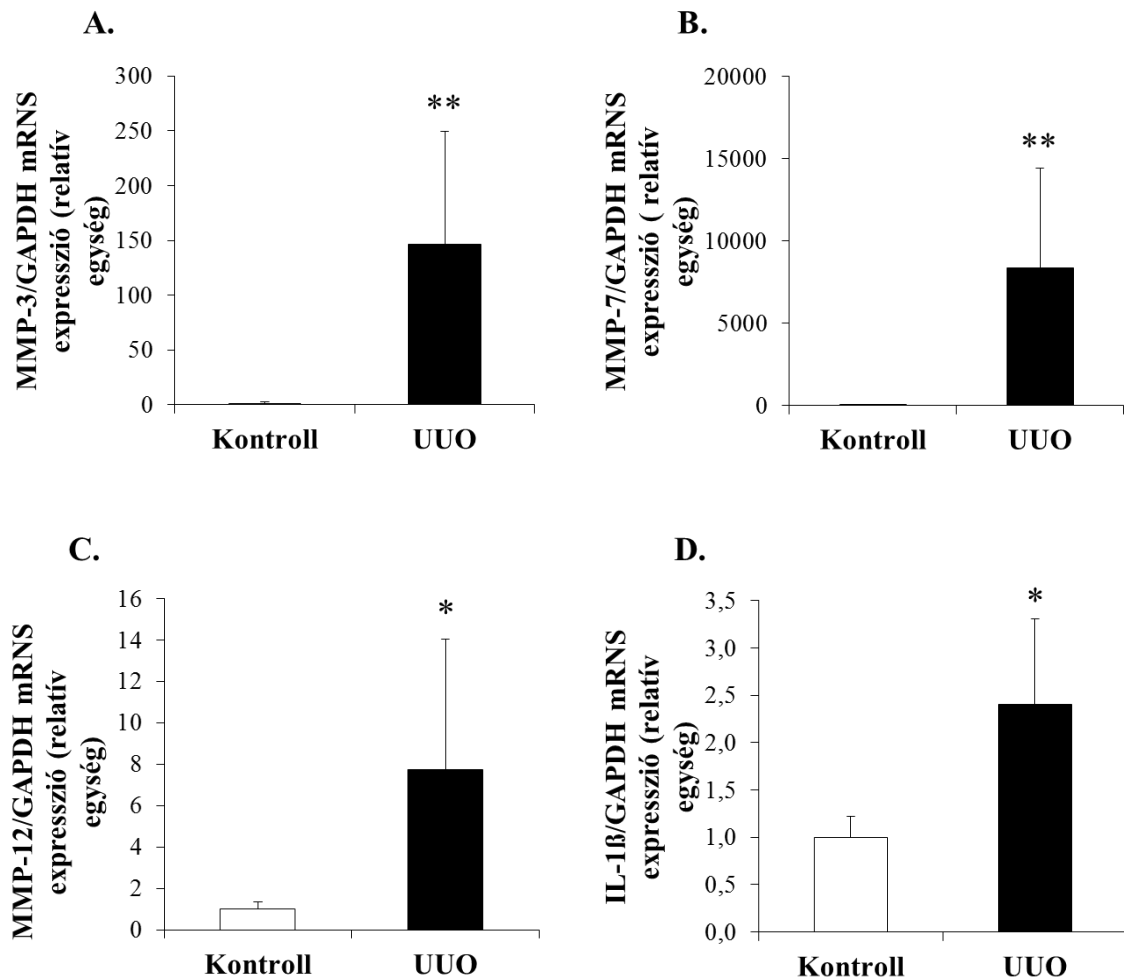 A.
MMP-3/GAPDH mRNS
expresszió (relatív
egység)
300
250
200
150
100
50
0
**
Kontroll
UUO
B.
MMP-7/GAPDH mRNS
expresszió ( relatív
egység)
20000
15000
10000
5000
0
**
Kontroll
UUO
C.
MMP-12/GAPDH mRNS
expresszió (relatív
egység)
16
14
12
10
8
6
4
2
0
*
Kontroll
UUO
D.
IL-1ß/GAPDH mRNS
expresszió (relatív
egység)
3,5
3,0
2,5
2,0
1,5
1,0
0,5
0,0
*
Kontroll
UUO